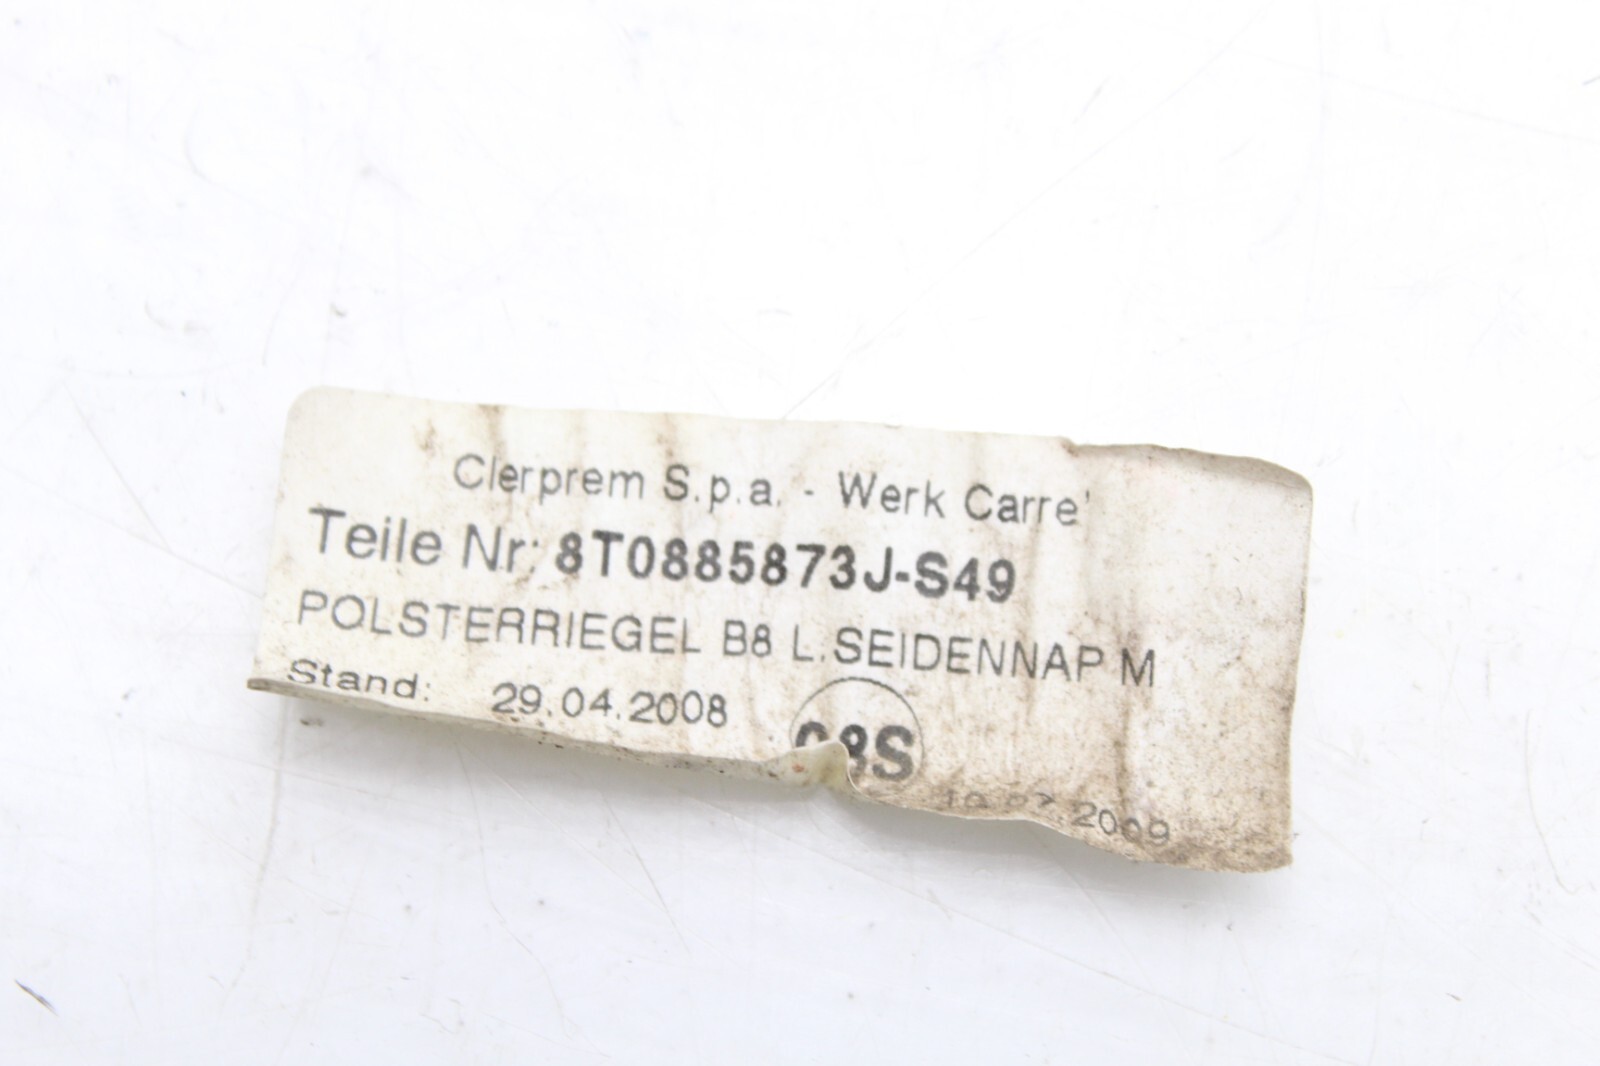 Clerprem S.p.a. - Werk Carre'
Teile Nr: 8T0885873J-S49
POLSTERRIEGEL B8 L.SEIDENNAP M
Stand: 29.04.2008